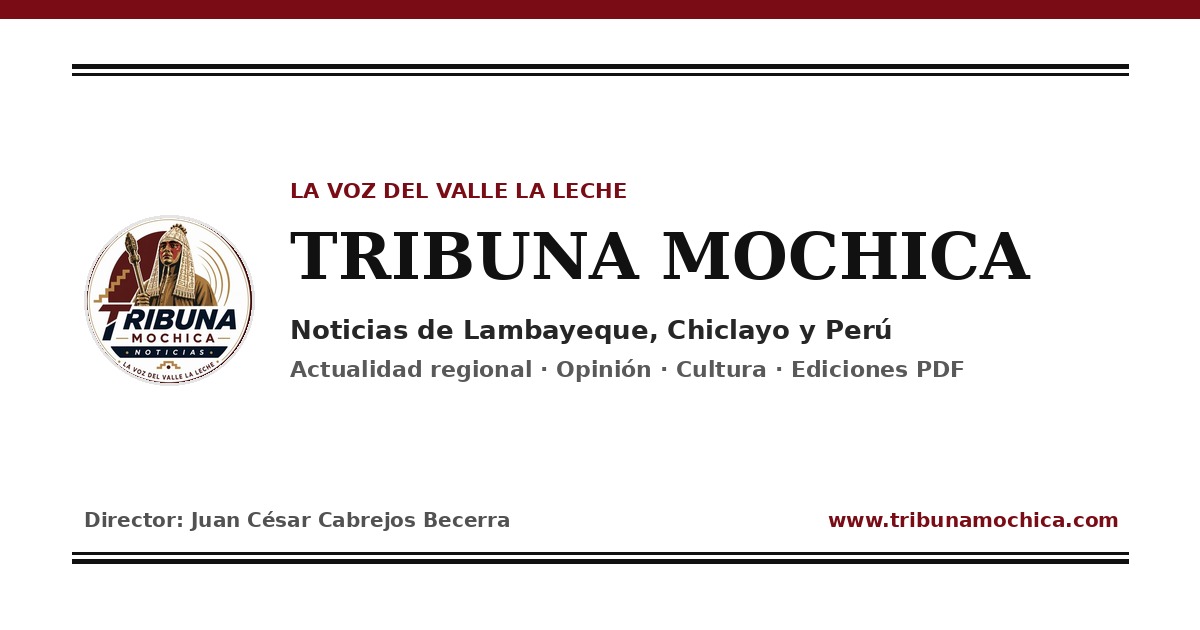 LA VOZ DEL VALLE LA LECHE
TRIBUNA MOCHICA
Noticias de Lambayeque, Chiclayo y Perú
Actualidad regional · Opinión · Cultura · Ediciones PDF
TRIBUNA
MOCHICA
• NOTICIAS •
• LA VOZ DEL VALLE LA LECHE •
Director: Juan César Cabrejos Becerra
www.tribunamochica.com